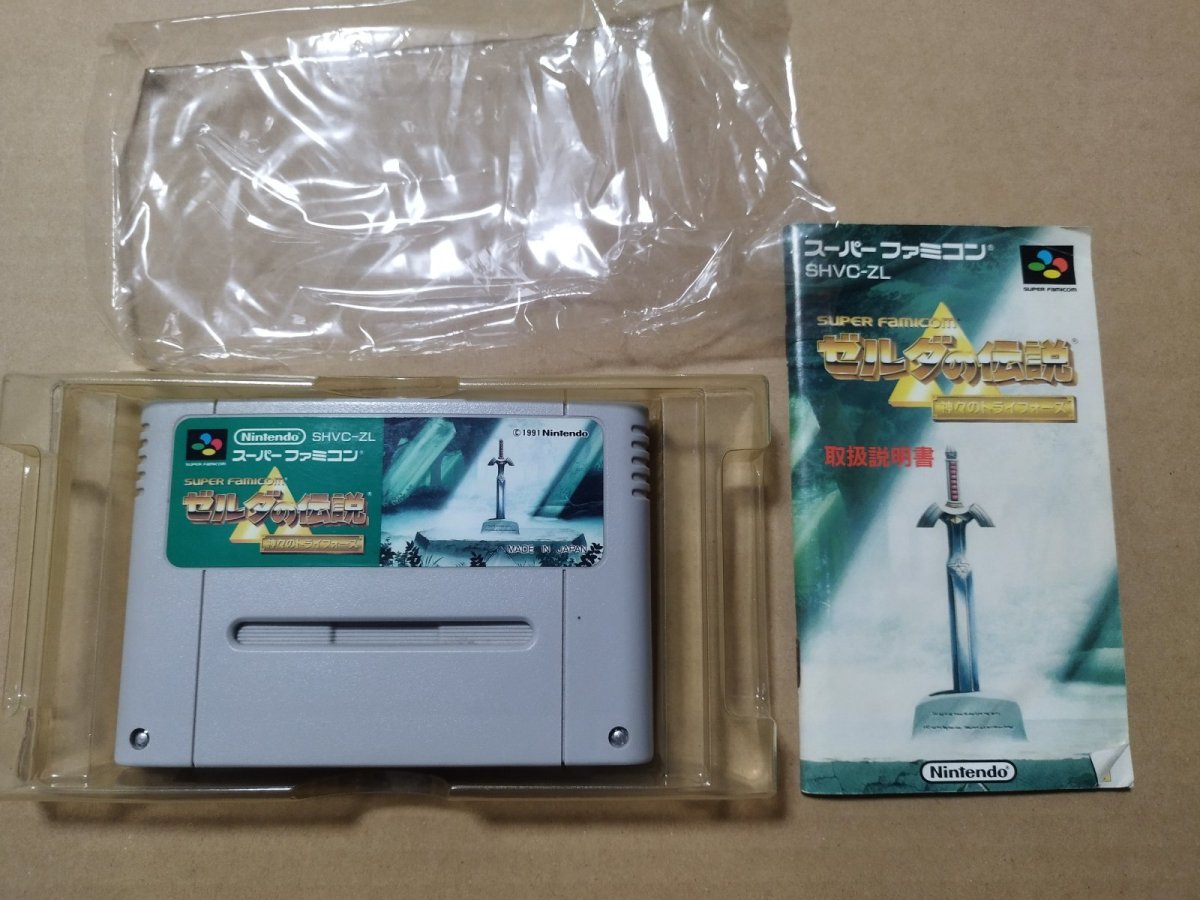 Nintendo SHVC-ZL
スーパーファミコン
SUPER FAMICOM
SUPER FAMICOM
ゼルダの伝説
神々のトライフォース
©1991 Nintendo
MADE IN JAPAN
スーパーファミコン®
SHVC-ZL
SUPER FAMICOM
SUPER FAMICOM
ゼルダの伝説®
神々のトライフォース
取扱説明書
Nintendo®